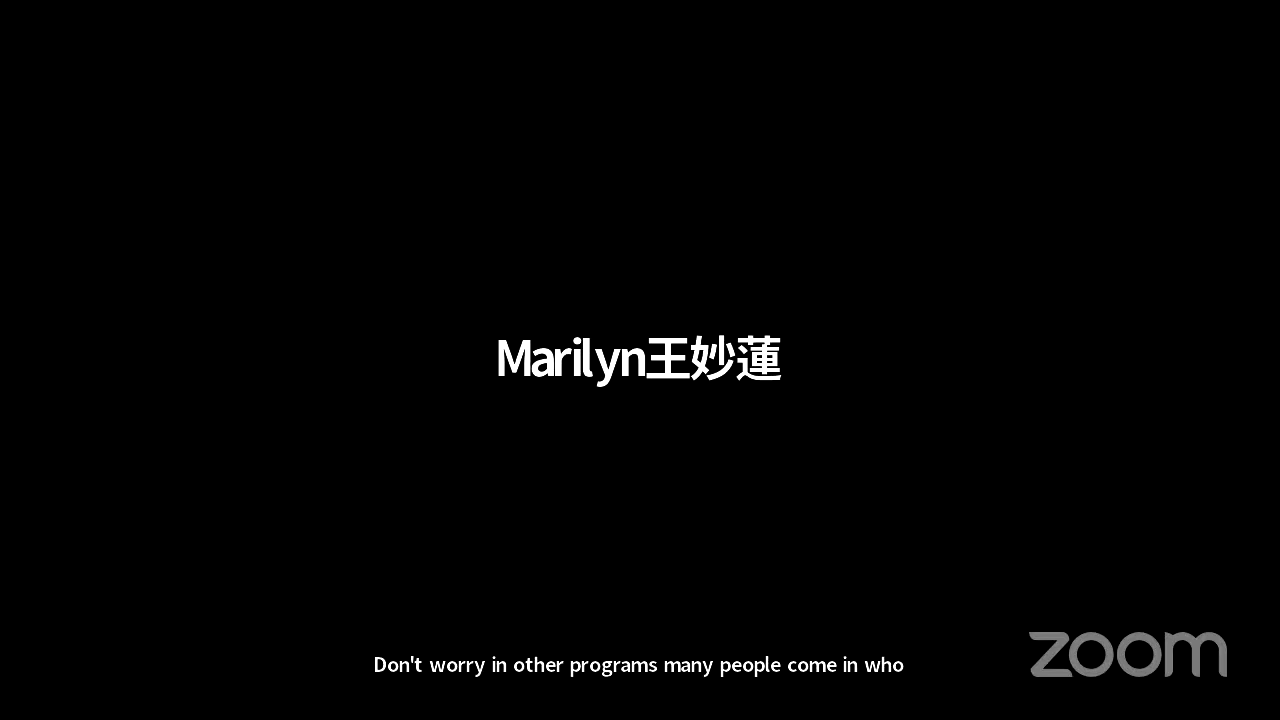 Marilyn王妙蓮
Don't worry in other programs many people come in who
zoom